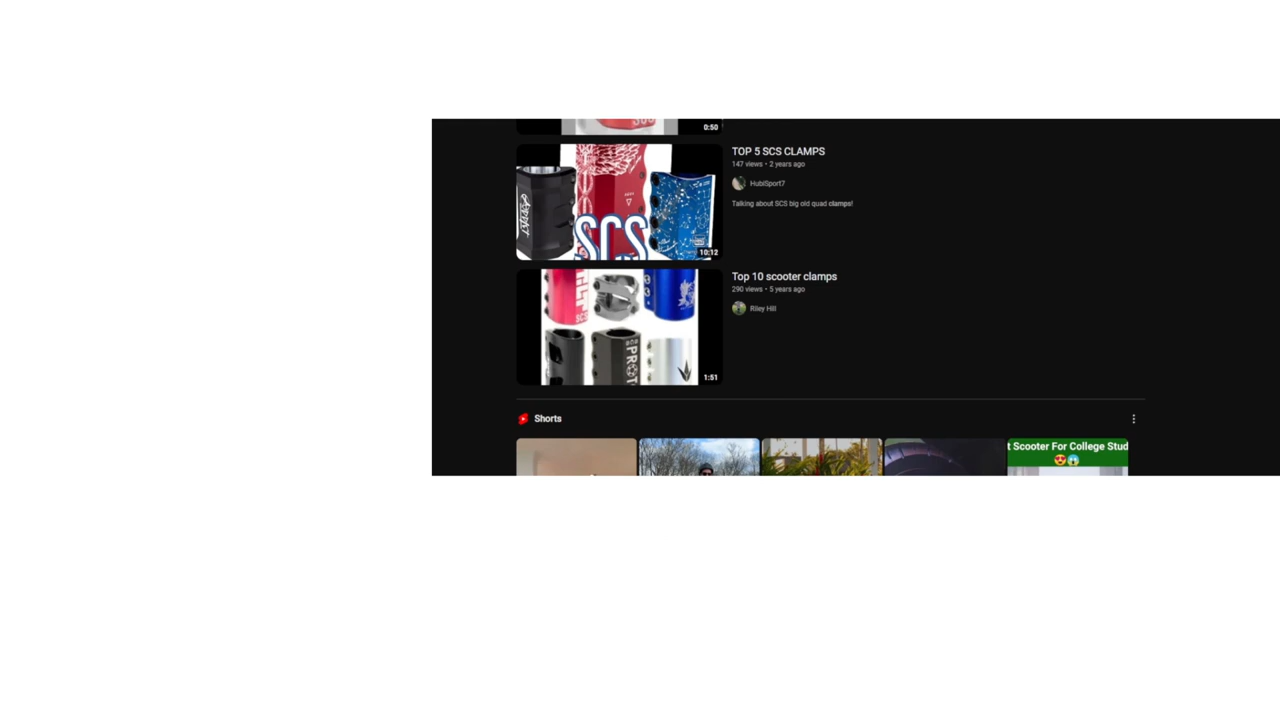 0:50
TOP 5 SCS CLAMPS
147 views • 2 years ago
HubiSport7
Talking about SCS big old quad clamps!
SCS
10:12
Top 10 scooter clamps
290 views • 5 years ago
Riley Hill
TILT
PROTO
1:51
Shorts
t Scooter For College Stud